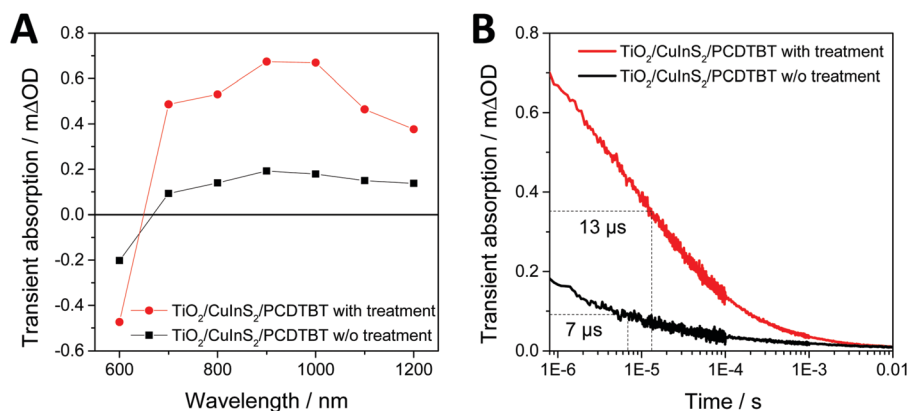 A
Transient absorption / mΔOD
0.8
0.6
0.4
0.2
0.0
-0.2
-0.4
-0.6
TiO2/CuInS2/PCDTBT with treatment
TiO2/CuInS2/PCDTBT w/o treatment
600 700 800 900 1000 1100 1200
Wavelength / nm
B
Transient absorption / mΔOD
0.8
0.6
0.4
0.2
0.0
TiO2/CuInS2/PCDTBT with treatment
TiO2/CuInS2/PCDTBT w/o treatment
13 μs
7 μs
1E-6 1E-5 1E-4 1E-3 0.01
Time / s